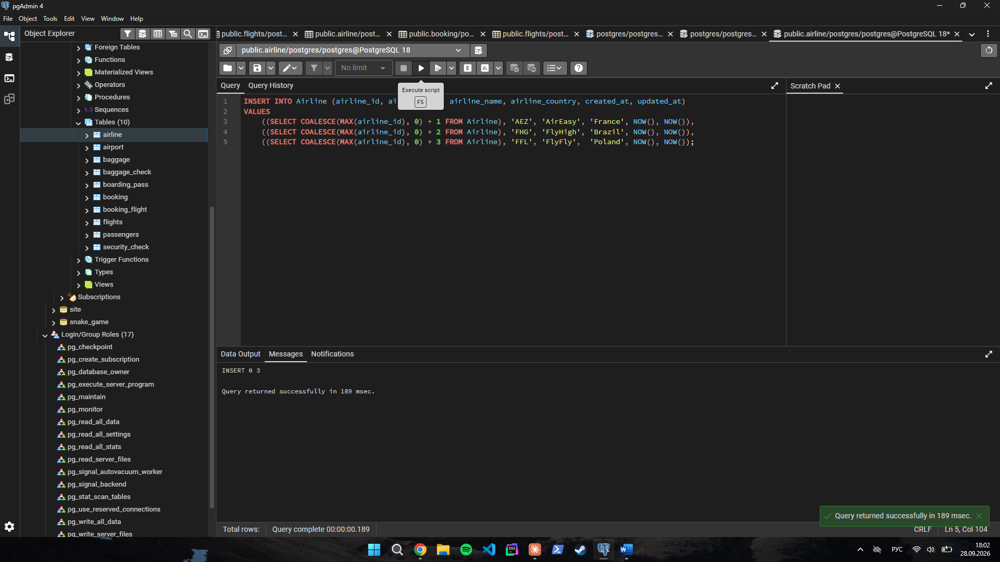 pgAdmin 4
File Object Tools Edit View Window Help
Object Explorer
public.flights/post... public.airline/post... public.booking/po... public.flights/post... postgres/postgres... postgres/postgres... public.airline/postgres/postgres@PostgreSQL 18*
public.airline/postgres/postgres@PostgreSQL 18
No limit
Query Query History
Scratch Pad
Execute script
F5
1 INSERT INTO Airline (airline_id, ai airline_name, airline_country, created_at, updated_at)
2 VALUES
3 ((SELECT COALESCE(MAX(airline_id), 0) + 1 FROM Airline), 'AEZ', 'AirEasy', 'France', NOW(), NOW()),
4 ((SELECT COALESCE(MAX(airline_id), 0) + 2 FROM Airline), 'FHG', 'FlyHigh', 'Brazil', NOW(), NOW()),
5 ((SELECT COALESCE(MAX(airline_id), 0) + 3 FROM Airline), 'FFL', 'FlyFly', 'Poland', NOW(), NOW());
Foreign Tables
Functions
Materialized Views
Operators
Procedures
1..3 Sequences
Tables (10)
airline
airport
baggage
baggage_check
boarding_pass
booking
booking_flight
flights
passengers
security_check
Trigger Functions
Types
Views
Subscriptions
site
snake_game
Login/Group Roles (17)
pg_checkpoint
pg_create_subscription
pg_database_owner
pg_execute_server_program
pg_maintain
pg_monitor
pg_read_all_data
pg_read_all_settings
pg_read_all_stats
pg_read_server_files
pg_signal_autovacuum_worker
pg_signal_backend
pg_stat_scan_tables
pg_use_reserved_connections
pg_write_all_data
pg_write_server_files
Data Output Messages Notifications
INSERT 0 3
Query returned successfully in 189 msec.
Query returned successfully in 189 msec.
Total rows: Query complete 00:00:00.189 CRLF Ln 5, Col 104
DG
РУС
18:02
28.09.2026